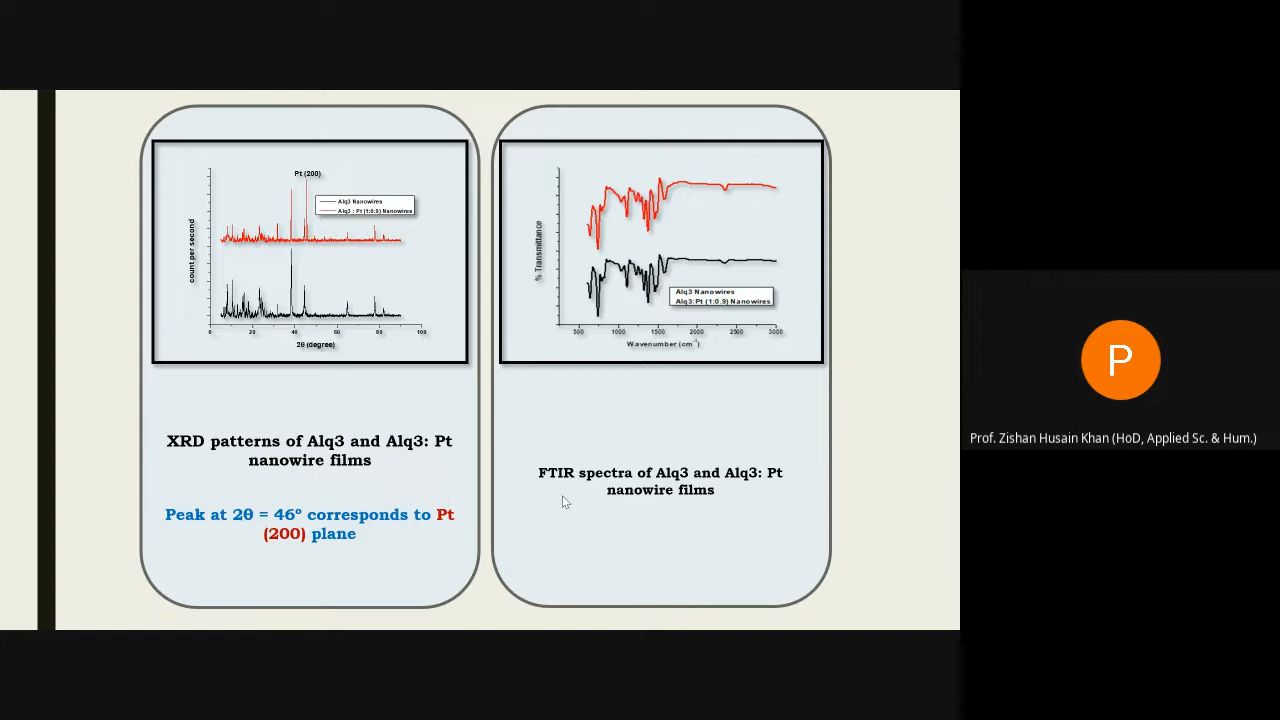 Pt (200)
Alq3 Nanowires
Alq3 : Pt (1:0.9) Nanowires
count per second
0 20 40 60 80 100
2θ (degree)
Alq3 Nanowires
Alq3:Pt (1:0.9) Nanowires
% Transmittance
500 1000 1500 2000 2500 3000
Wavenumber (cm⁻¹)
XRD patterns of Alq3 and Alq3: Pt
nanowire films
Peak at 2θ = 46º corresponds to Pt
(200) plane
FTIR spectra of Alq3 and Alq3: Pt
nanowire films
P
Prof. Zishan Husain Khan (HoD, Applied Sc. & Hum.)